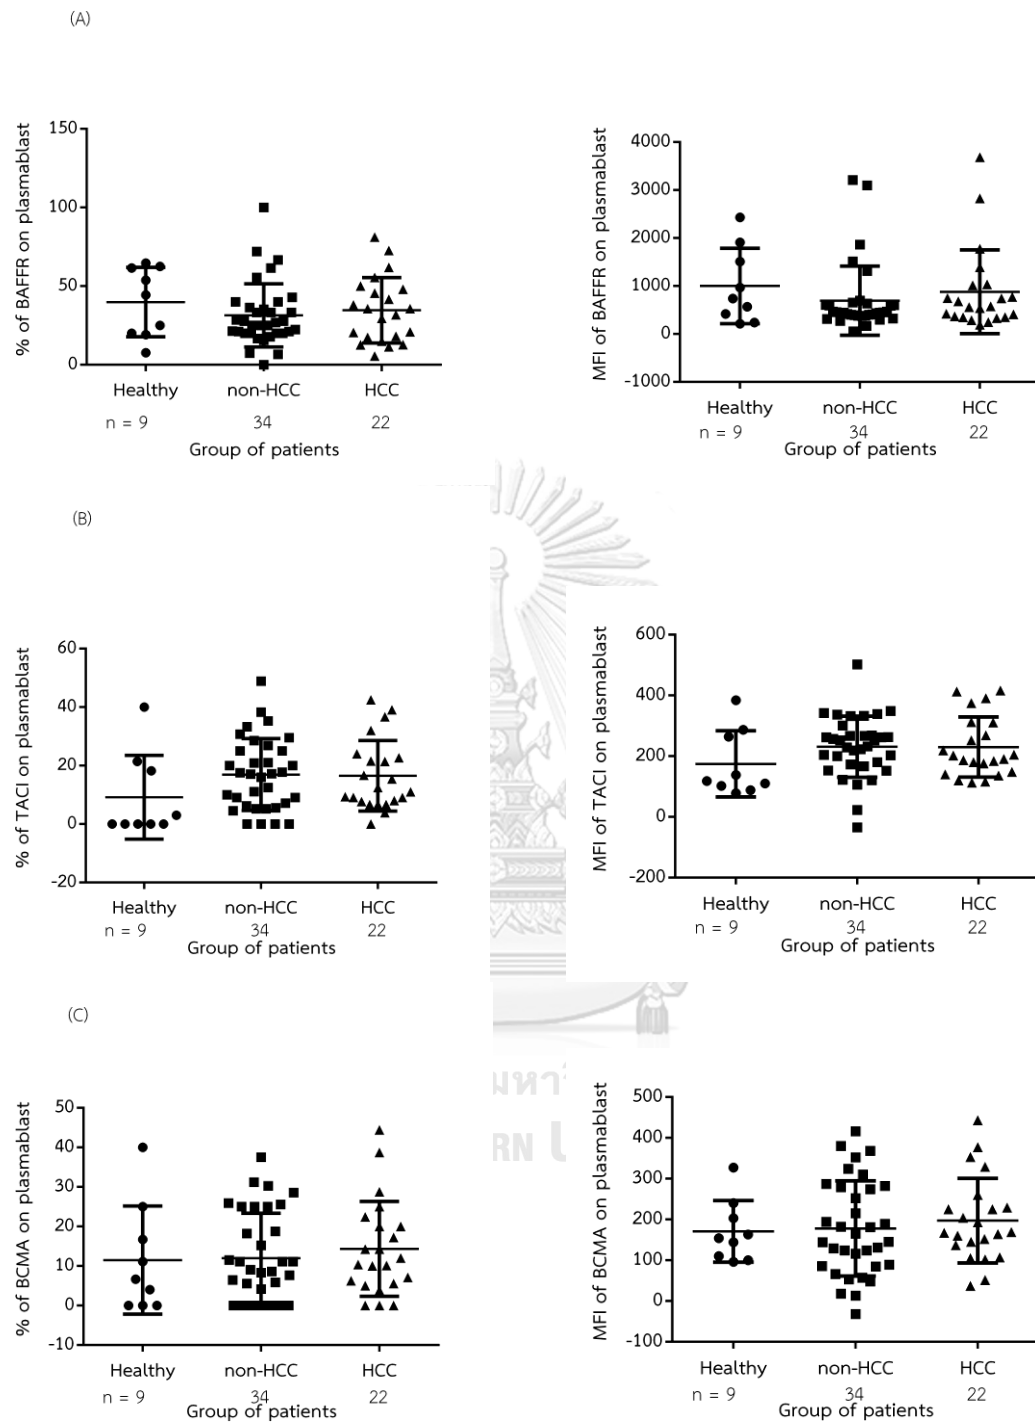 (A)
% of BAFFR on plasmablast
150
100
50
0
Healthy non-HCC HCC
n = 9 34 22
Group of patients
MFI of BAFFR on plasmablast
4000
3000
2000
1000
0
-1000
Healthy non-HCC HCC
n = 9 34 22
Group of patients
(B)
% of TACI on plasmablast
60
40
20
0
-20
Healthy non-HCC HCC
n = 9 34 22
Group of patients
MFI of TACI on plasmablast
600
400
200
0
-200
Healthy non-HCC HCC
n = 9 34 22
Group of patients
(C)
% of BCMA on plasmablast
50
40
30
20
10
0
-10
Healthy non-HCC HCC
n = 9 34 22
Group of patients
MFI of BCMA on plasmablast
500
400
300
200
100
0
-100
Healthy non-HCC HCC
n = 9 34 22
Group of patients
มหา
RN